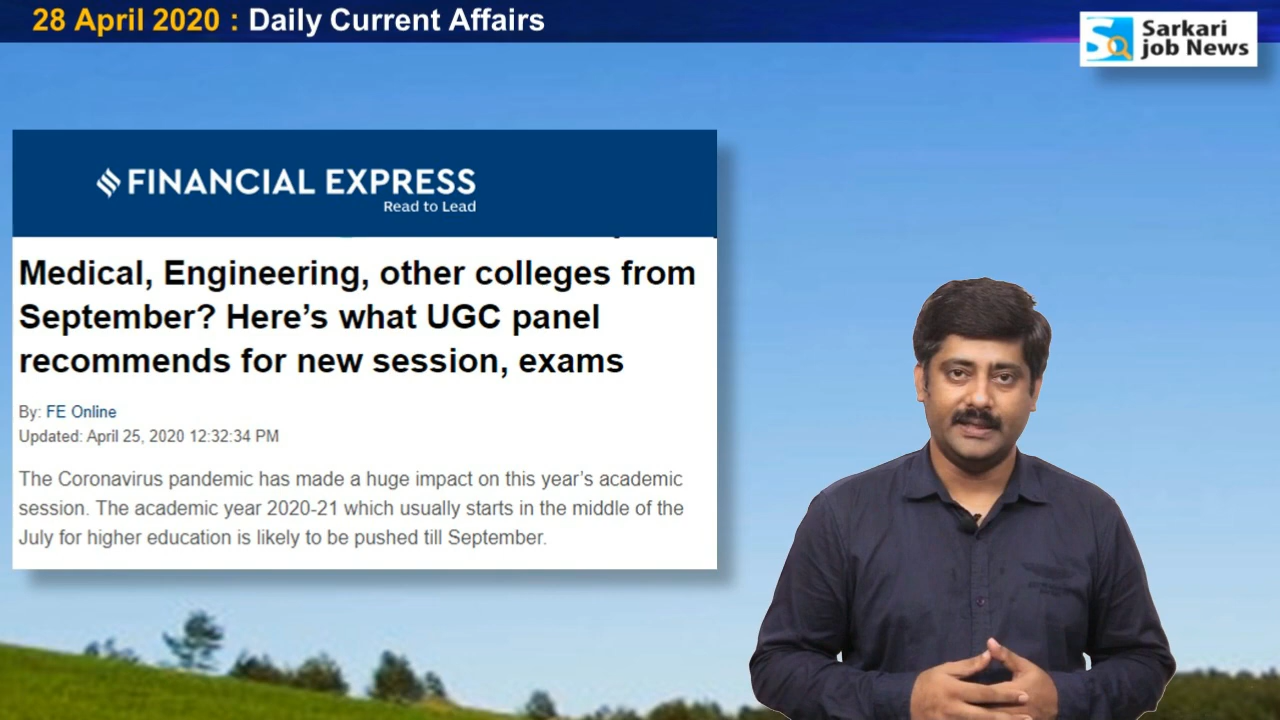 28 April 2020 : Daily Current Affairs
Sarkari
job News
FINANCIAL EXPRESS
Read to Lead
Medical, Engineering, other colleges from
September? Here's what UGC panel
recommends for new session, exams
By: FE Online
Updated: April 25, 2020 12:32:34 PM
The Coronavirus pandemic has made a huge impact on this year's academic
session. The academic year 2020-21 which usually starts in the middle of the
July for higher education is likely to be pushed till September.